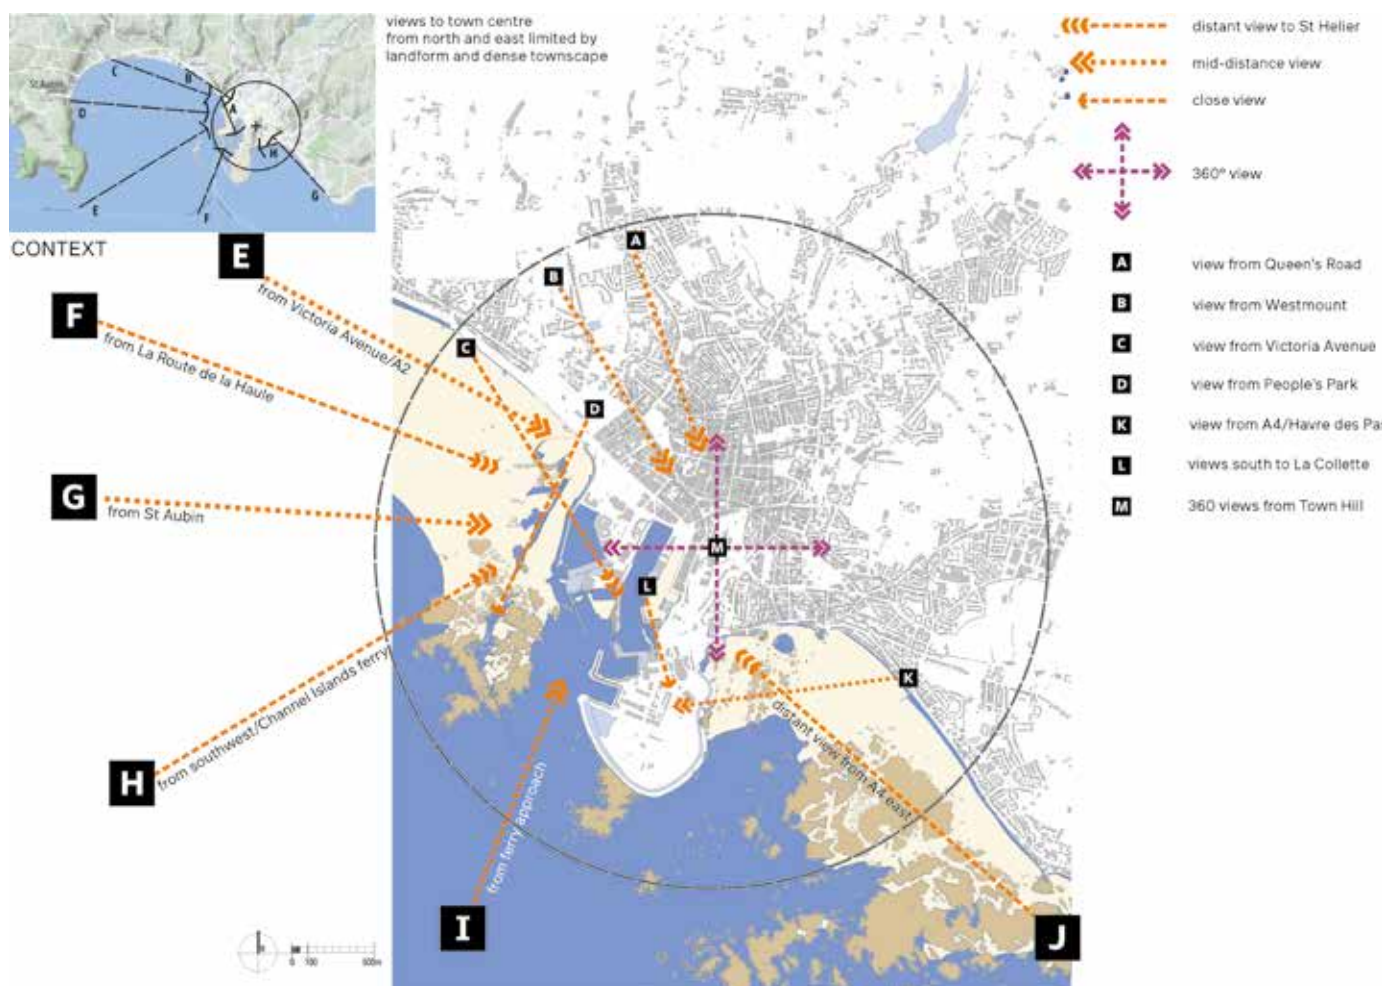 views to town centre
from north and east limited by
landform and dense townscape
distant view to St Helier
mid-distance view
close view
360° view
St Aubin
C
B
A
D
H
E
F
G
CONTEXT
E
from Victoria Avenue/A2
F
from La Route de la Haule
G
from St Aubin
H
from southwest/Channel Islands ferry
I
from ferry approach
J
distant view from A4 east
A
B
C
D
M
L
K
A view from Queen's Road
B view from Westmount
C view from Victoria Avenue
D view from People's Park
K view from A4/Havre des Pa
L views south to La Collette
M 360 views from Town Hill
0 100 500m